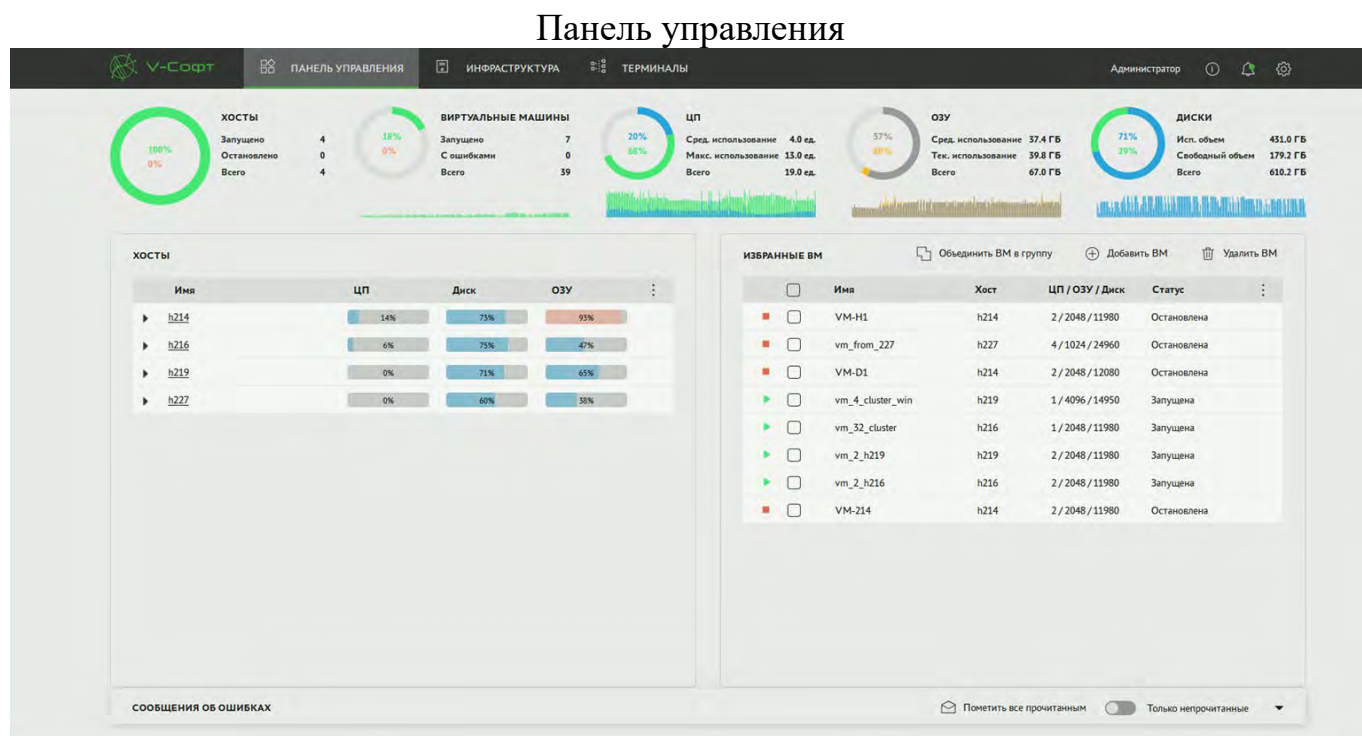 Панель управления
V-Софт ПАНЕЛЬ УПРАВЛЕНИЯ ИНФРАСТРУКТУРА ТЕРМИНАЛЫ Администратор
ХОСТЫ
100%
0%
Запущено 4
Остановлено 0
Всего 4
ВИРТУАЛЬНЫЕ МАШИНЫ
18%
0%
Запущено 7
С ошибками 0
Всего 39
ЦП
20%
68%
Сред. использование 4.0 ед.
Макс. использование 13.0 ед.
Всего 19.0 ед.
ОЗУ
57%
Сред. использование 37.4 ГБ
Тек. использование 39.8 ГБ
Всего 67.0 ГБ
ДИСКИ
71%
29%
Исп. объем 431.0 ГБ
Свободный объем 179.2 ГБ
Всего 610.2 ГБ
ХОСТЫ
Имя ЦП Диск ОЗУ
h214 14% 73% 93%
h216 6% 75% 47%
h219 0% 71% 65%
h227 0% 60% 38%
ИЗБРАННЫЕ ВМ Объединить ВМ в группу Добавить ВМ Удалить ВМ
Имя Хост ЦП / ОЗУ / Диск Статус
VM-H1 h214 2 / 2048 / 11980 Остановлена
vm_from_227 h227 4 / 1024 / 24960 Остановлена
VM-D1 h214 2 / 2048 / 12080 Остановлена
vm_4_cluster_win h219 1 / 4096 / 14950 Запущена
vm_32_cluster h216 1 / 2048 / 11980 Запущена
vm_2_h219 h219 2 / 2048 / 11980 Запущена
vm_2_h216 h216 2 / 2048 / 11980 Запущена
VM-214 h214 2 / 2048 / 11980 Остановлена
СООБЩЕНИЯ ОБ ОШИБКАХ Пометить все прочитанным Только непрочитанные